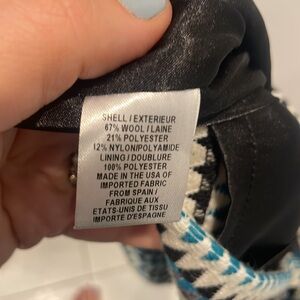 SHELL / EXTERIEUR
67% WOOL / LAINE
21% POLYESTER
12% NYLON/POLYAMIDE
LINING / DOUBLURE
100% POLYESTER
MADE IN THE USA OF
IMPORTED FABRIC
FROM SPAIN /
FABRIQUE AUX
ETATS-UNIS DE TISSU
IMPORTE D'ESPAGNE